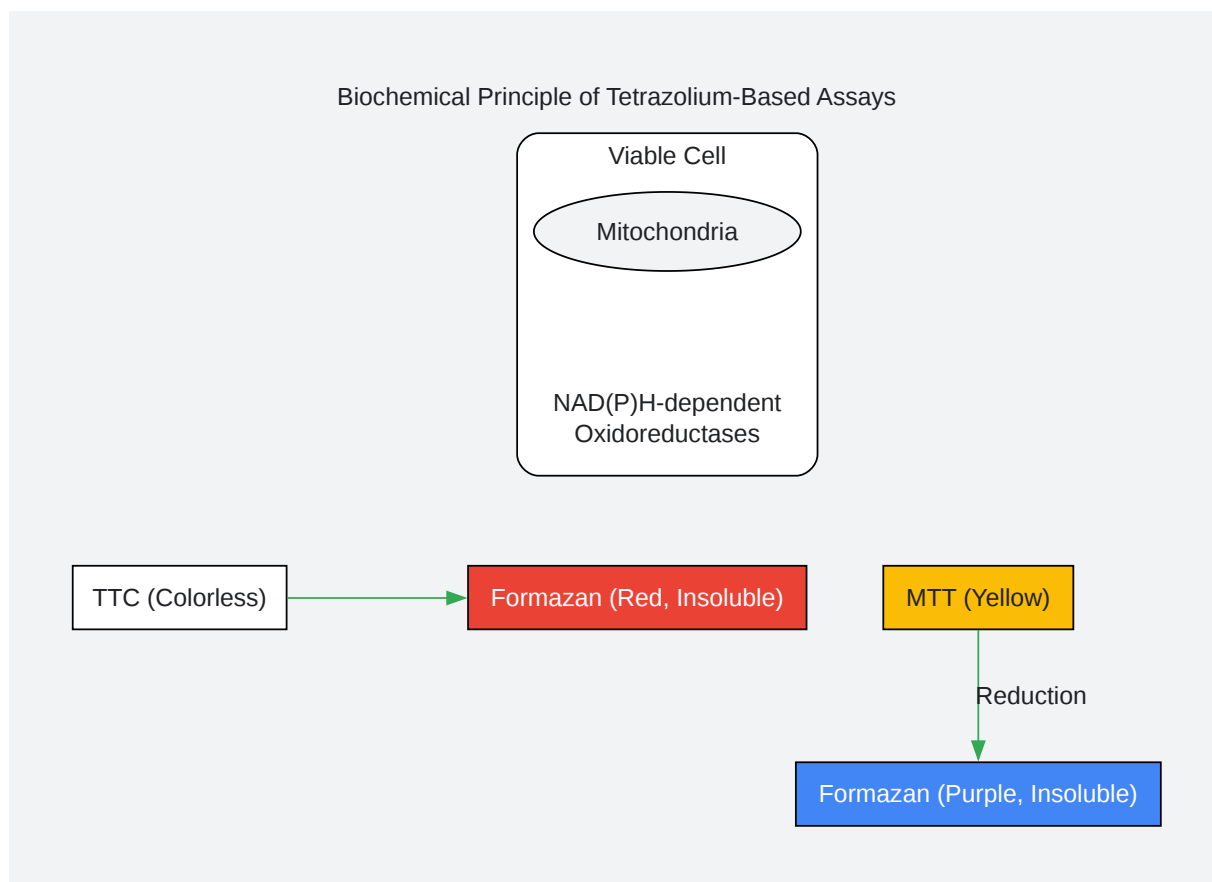 Biochemical Principle of Tetrazolium-Based Assays
Viable Cell
Mitochondria
NAD(P)H-dependent
Oxidoreductases
TTC (Colorless)
Formazan (Red, Insoluble)
MTT (Yellow)
Reduction
Formazan (Purple, Insoluble)